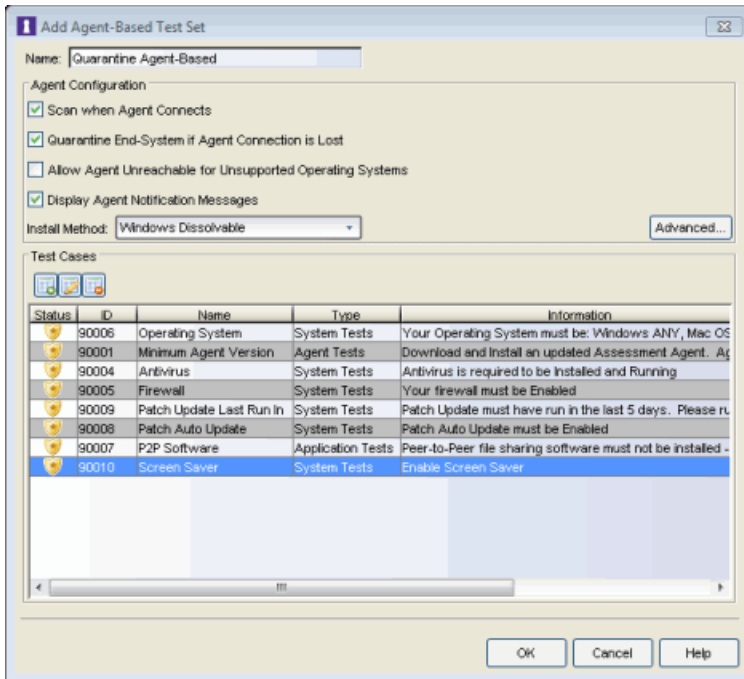 Add Agent-Based Test Set
Name: Quarantine Agent-Based
Agent Configuration
Scan when Agent Connects
Quarantine End-System if Agent Connection is Lost
Allow Agent Unreachable for Unsupported Operating Systems
Display Agent Notification Messages
Install Method: Windows Dissolvable Advanced...
Test Cases
Status ID Name Type Information
90006 Operating System System Tests Your Operating System must be: Windows ANY, Mac OS
90001 Minimum Agent Version Agent Tests Download and Install an updated Assessment Agent. Ag
90004 Antivirus System Tests Antivirus is required to be Installed and Running
90005 Firewall System Tests Your firewall must be Enabled
90009 Patch Update Last Run In System Tests Patch Update must have run in the last 5 days. Please ru
90008 Patch Auto Update System Tests Patch Auto Update must be Enabled
90007 P2P Software Application Tests Peer-to-Peer file sharing software must not be installed -
90010 Screen Saver System Tests Enable Screen Saver
OK Cancel Help